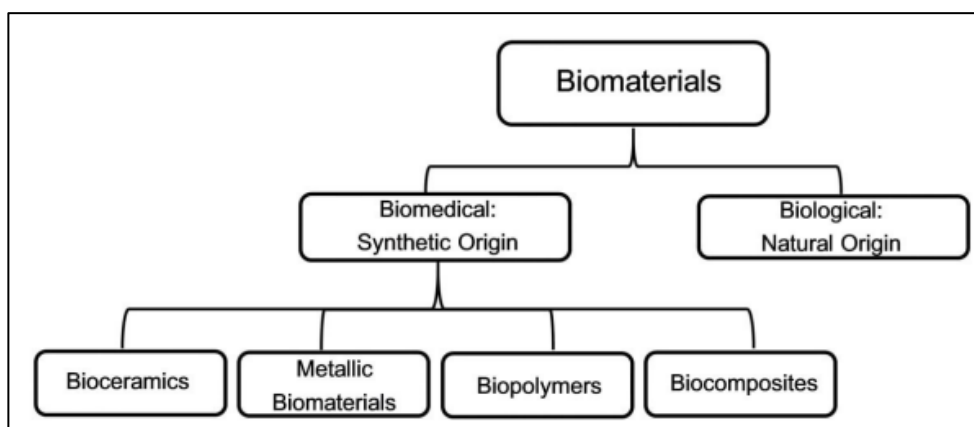 Biomaterials
Biomedical:
Synthetic Origin
Biological:
Natural Origin
Bioceramics
Metallic
Biomaterials
Biopolymers
Biocomposites